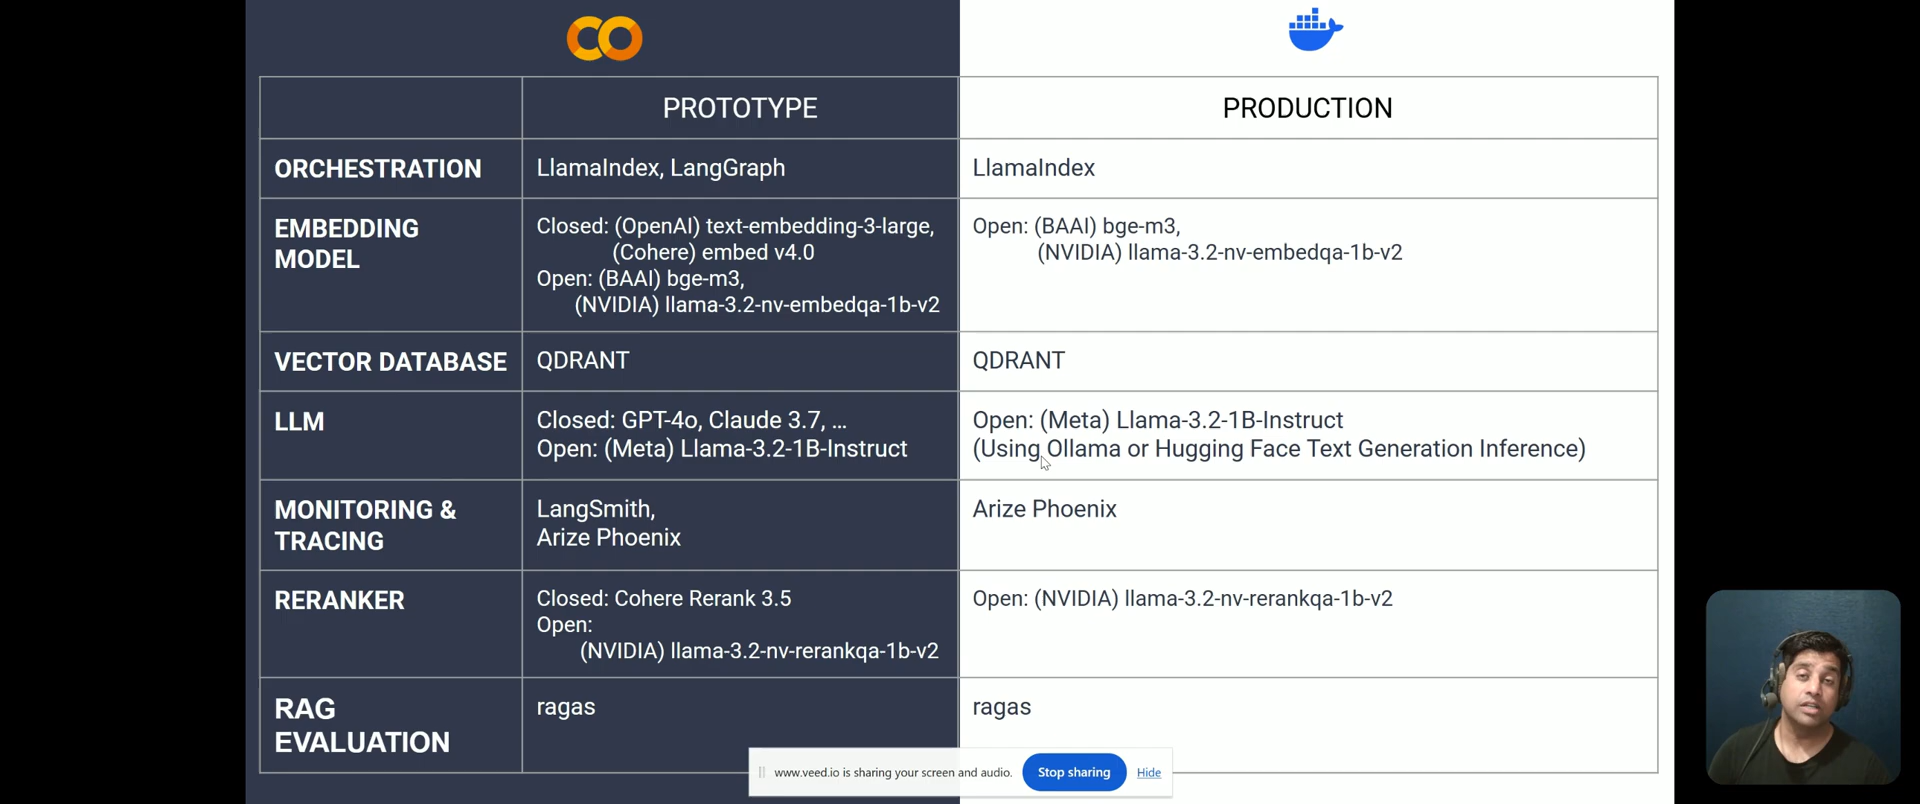 CO
PROTOTYPE
PRODUCTION
ORCHESTRATION
LlamaIndex, LangGraph
LlamaIndex
EMBEDDING
MODEL
Closed: (OpenAI) text-embedding-3-large,
(Cohere) embed v4.0
Open: (BAAI) bge-m3,
(NVIDIA) llama-3.2-nv-embedqa-1b-v2
Open: (BAAI) bge-m3,
(NVIDIA) llama-3.2-nv-embedqa-1b-v2
VECTOR DATABASE
QDRANT
QDRANT
LLM
Closed: GPT-4o, Claude 3.7, ...
Open: (Meta) Llama-3.2-1B-Instruct
Open: (Meta) Llama-3.2-1B-Instruct
(Using Ollama or Hugging Face Text Generation Inference)
MONITORING &
TRACING
LangSmith,
Arize Phoenix
Arize Phoenix
RERANKER
Closed: Cohere Rerank 3.5
Open:
(NVIDIA) llama-3.2-nv-rerankqa-1b-v2
Open: (NVIDIA) llama-3.2-nv-rerankqa-1b-v2
RAG
EVALUATION
ragas
ragas
www.veed.io is sharing your screen and audio.
Stop sharing
Hide